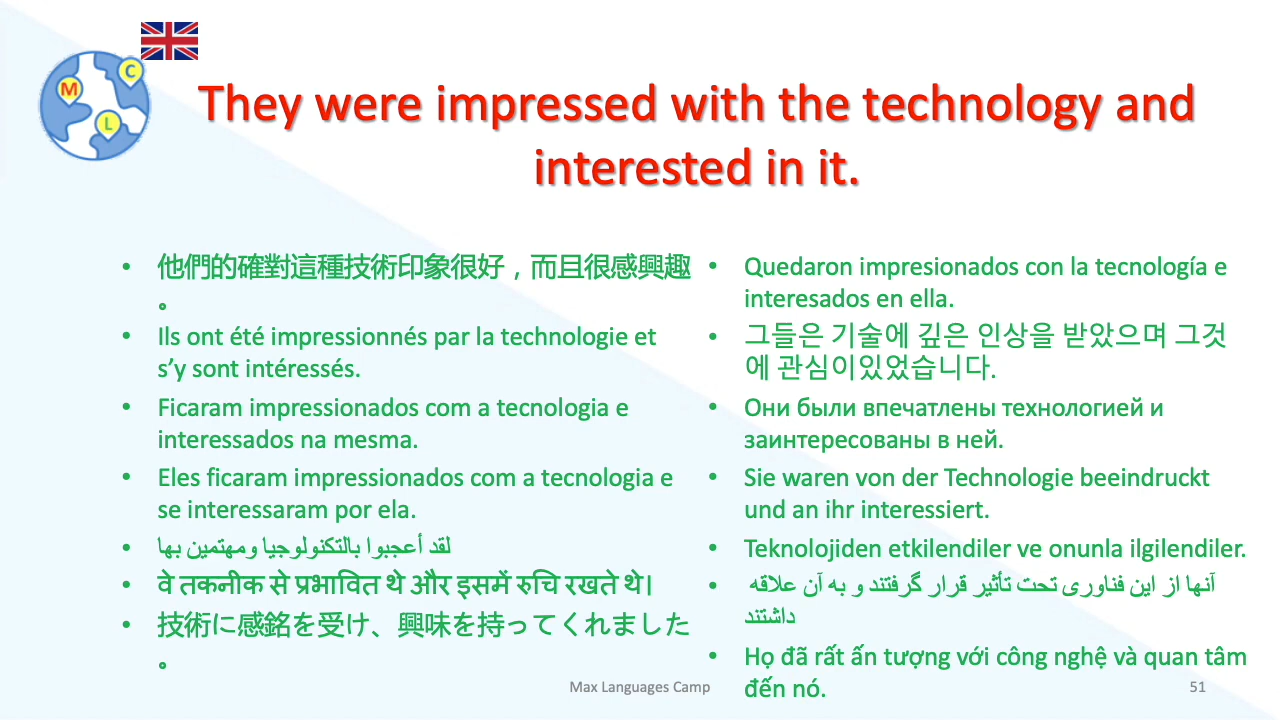 M
C
L
They were impressed with the technology and
interested in it.
• 他們的確對這種技術印象很好，而且很感興趣
。
• Ils ont été impressionnés par la technologie et
s’y sont intéressés.
• Ficaram impressionados com a tecnologia e
interessados na mesma.
• Eles ficaram impressionados com a tecnologia e
se interessaram por ela.
• لقد أعجبوا بالتكنولوجيا ومهتمين بها
• वे तकनीक से प्रभावित थे और इसमें रुचि रखते थे।
• 技術に感銘を受け、興味を持ってくれました
。
• Quedaron impresionados con la tecnología e
interesados en ella.
• 그들은 기술에 깊은 인상을 받았으며 그것
에 관심이있었습니다.
• Они были впечатлены технологией и
заинтересованы в ней.
• Sie waren von der Technologie beeindruckt
und an ihr interessiert.
• Teknolojiden etkilendiler ve onunla ilgilendiler.
• آنها از این فناوری تحت تأثیر قرار گرفتند و به آن علاقه
داشتند
• Họ đã rất ấn tượng với công nghệ và quan tâm
đến nó.
Max Languages Camp
51